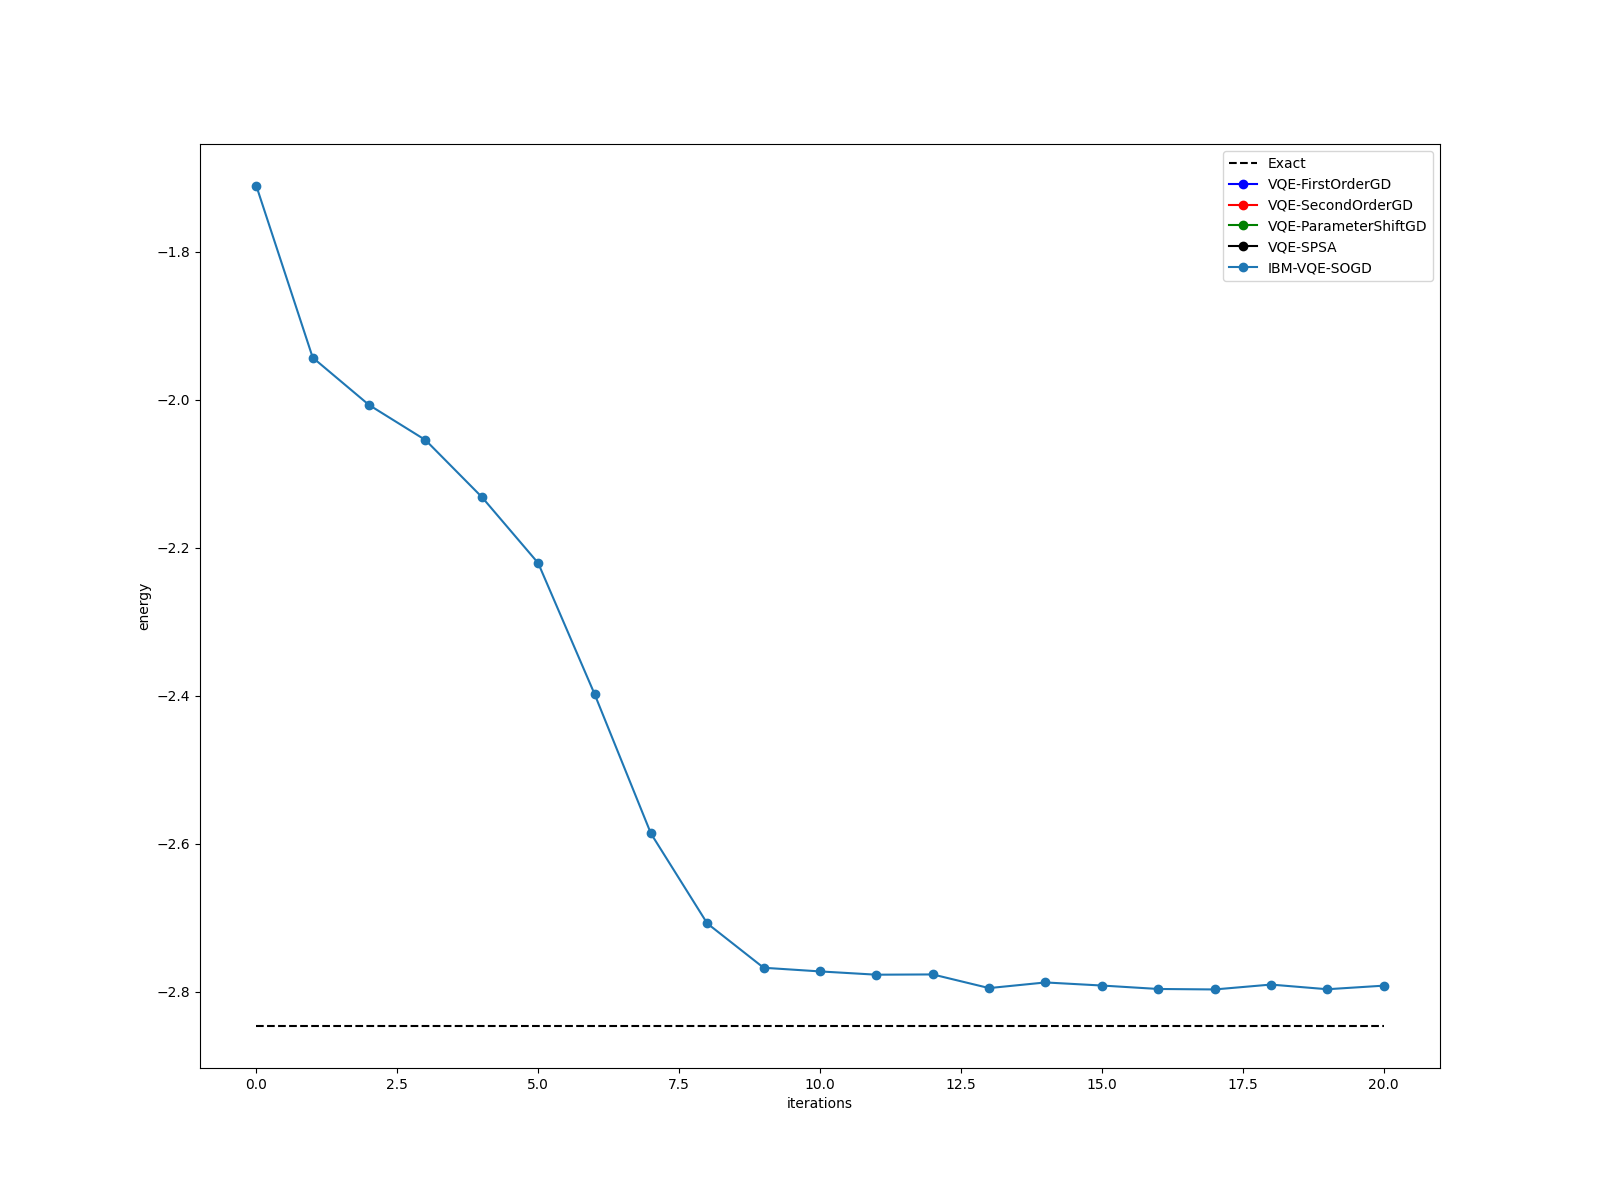 Exact
VQE-FirstOrderGD
VQE-SecondOrderGD
VQE-ParameterShiftGD
VQE-SPSA
IBM-VQE-SOGD
−1.8
−2.0
−2.2
−2.4
−2.6
−2.8
energy
0.0 2.5 5.0 7.5 10.0 12.5 15.0 17.5 20.0
iterations